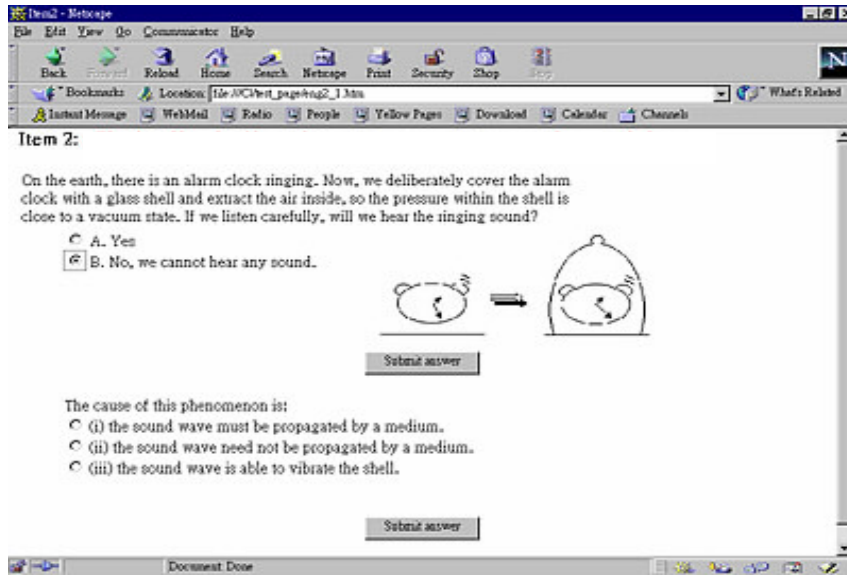 Item2 - Netscape
File Edit View Go Communicator Help
Back Forward Reload Home Search Netscape Print Security Shop Stop
Bookmarks Location:
What's Related
Instant Message WebMail Radio People Yellow Pages Download Calendar Channels
Item 2:
On the earth, there is an alarm clock ringing. Now, we deliberately cover the alarm
clock with a glass shell and extract the air inside, so the pressure within the shell is
close to a vacuum state. If we listen carefully, will we hear the ringing sound?
A. Yes
B. No, we cannot hear any sound.
Submit answer
The cause of this phenomenon is:
(i) the sound wave must be propagated by a medium.
(ii) the sound wave need not be propagated by a medium.
(iii) the sound wave is able to vibrate the shell.
Submit answer
Document: Done